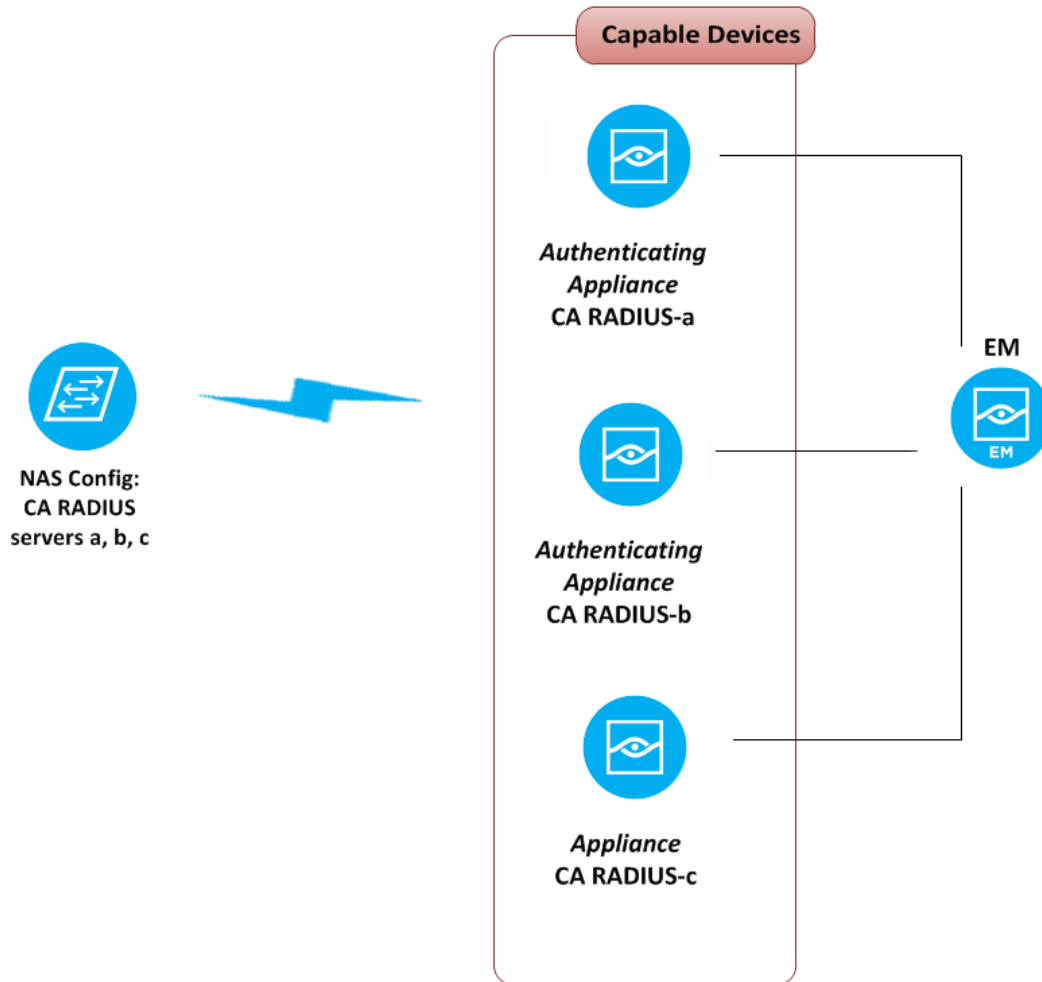 Capable Devices
Authenticating
Appliance
CA RADIUS-a
EM
EM
NAS Config:
CA RADIUS
servers a, b, c
Authenticating
Appliance
CA RADIUS-b
Appliance
CA RADIUS-c